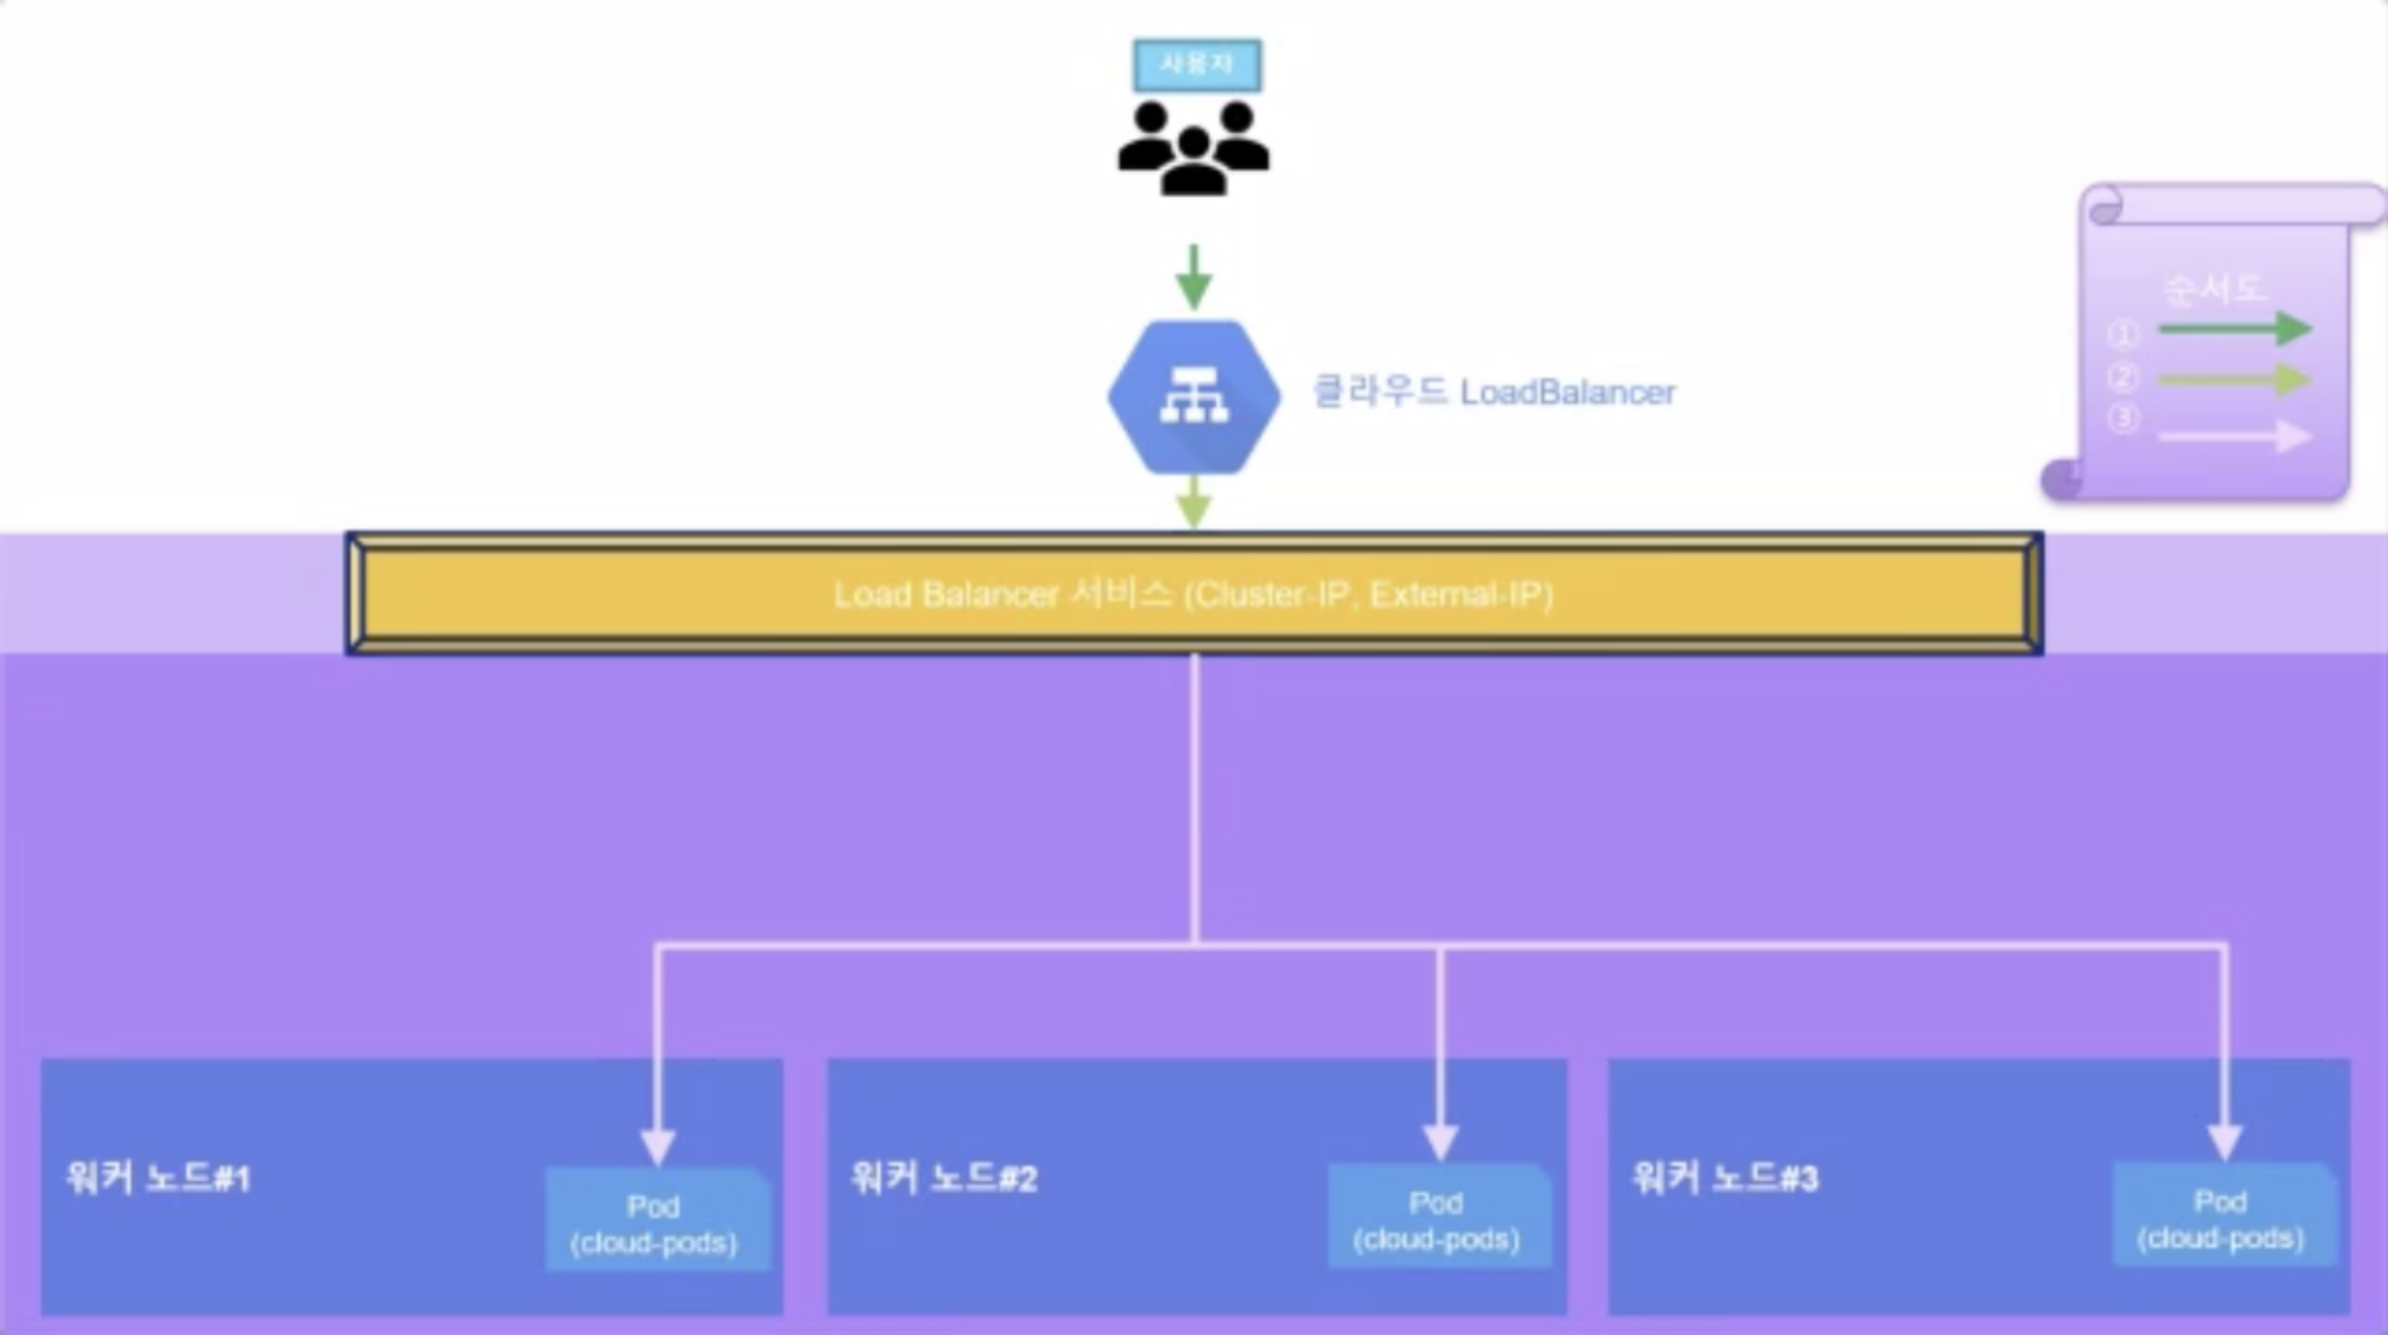 사용자
순서도
①
②
③
클라우드 LoadBalancer
Load Balancer 서비스 (Cluster-IP, External-IP)
워커 노드#1
Pod
(cloud-pods)
워커 노드#2
Pod
(cloud-pods)
워커 노드#3
Pod
(cloud-pods)